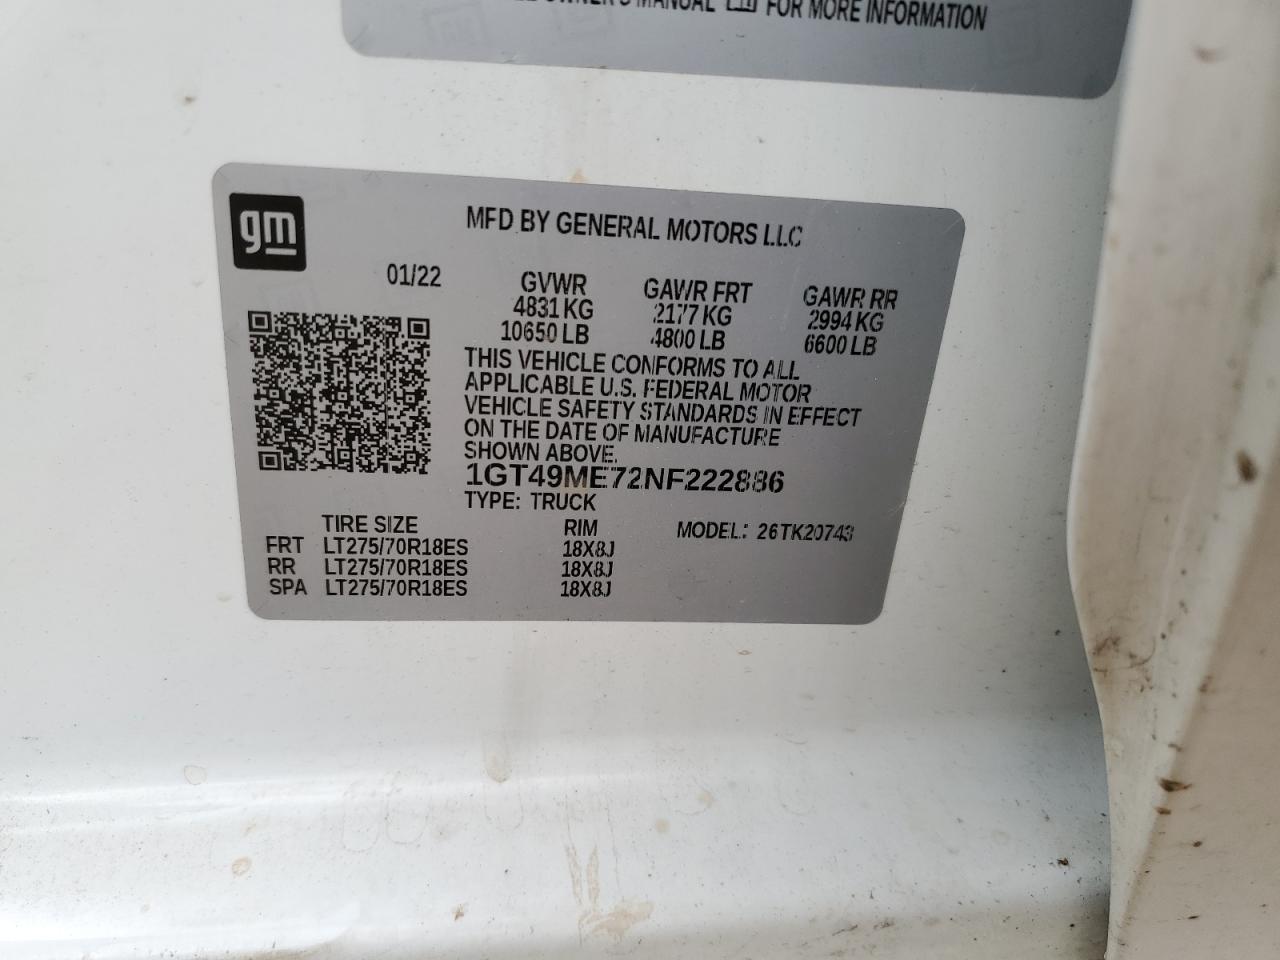 OWNER'S MANUAL FOR MORE INFORMATION
gm
MFD BY GENERAL MOTORS LLC
01/22
GVWR GAWR FRT GAWR RR
4831 KG 2177 KG 2994 KG
10650 LB 4800 LB 6600 LB
THIS VEHICLE CONFORMS TO ALL
APPLICABLE U.S. FEDERAL MOTOR
VEHICLE SAFETY STANDARDS IN EFFECT
ON THE DATE OF MANUFACTURE
SHOWN ABOVE.
1GT49ME72NF222886
TYPE: TRUCK
TIRE SIZE RIM MODEL: 26TK20743
FRT LT275/70R18ES 18X8J
RR LT275/70R18ES 18X8J
SPA LT275/70R18ES 18X8J